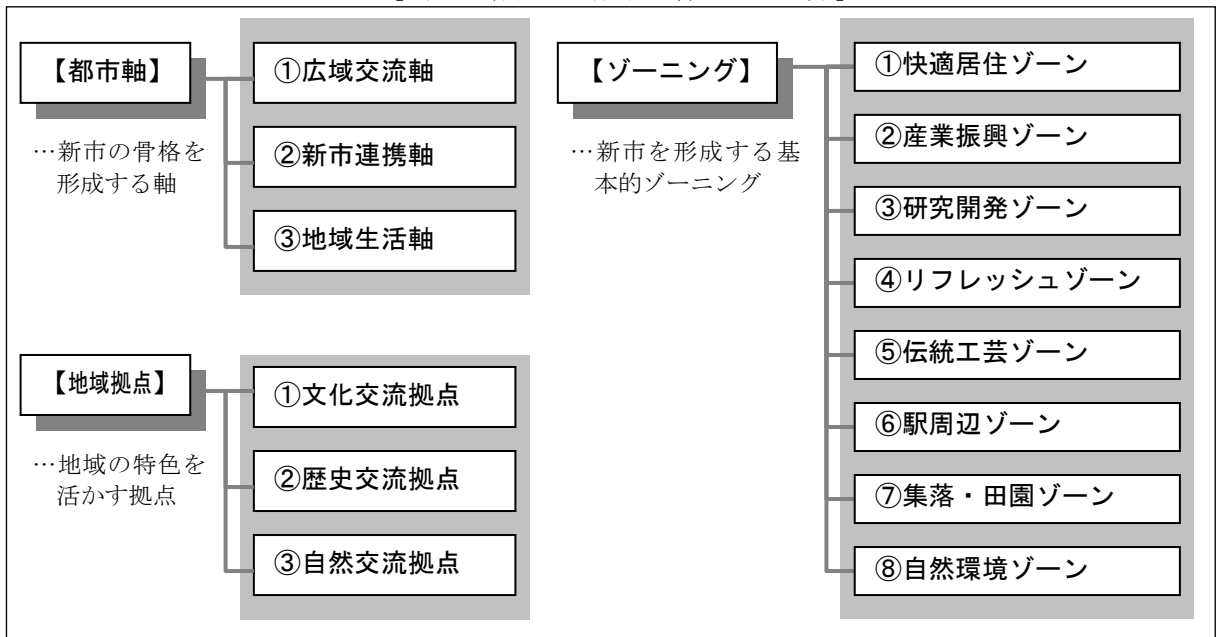 【都市軸】
…新市の骨格を
形成する軸
①広域交流軸
②新市連携軸
③地域生活軸
【地域拠点】
…地域の特色を
活かす拠点
①文化交流拠点
②歴史交流拠点
③自然交流拠点
【ゾーニング】
…新市を形成する基
本的ゾーニング
①快適居住ゾーン
②産業振興ゾーン
③研究開発ゾーン
④リフレッシュゾーン
⑤伝統工芸ゾーン
⑥駅周辺ゾーン
⑦集落・田園ゾーン
⑧自然環境ゾーン